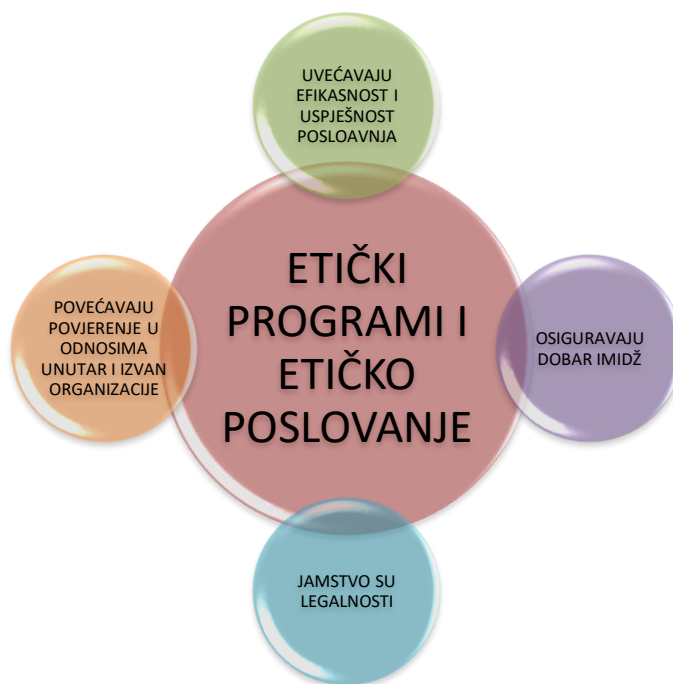 UVEĆAVAJU
EFIKASNOST I
USPJEŠNOST
POSLOAVNJA
ETIČKI
PROGRAMI I
ETIČKO
POSLOVANJE
POVEĆAVAJU
POVJERENJE U
ODNOSIMA
UNUTAR I IZVAN
ORGANIZACIJE
OSIGURAVAJU
DOBAR IMIDŽ
JAMSTVO SU
LEGALNOSTI